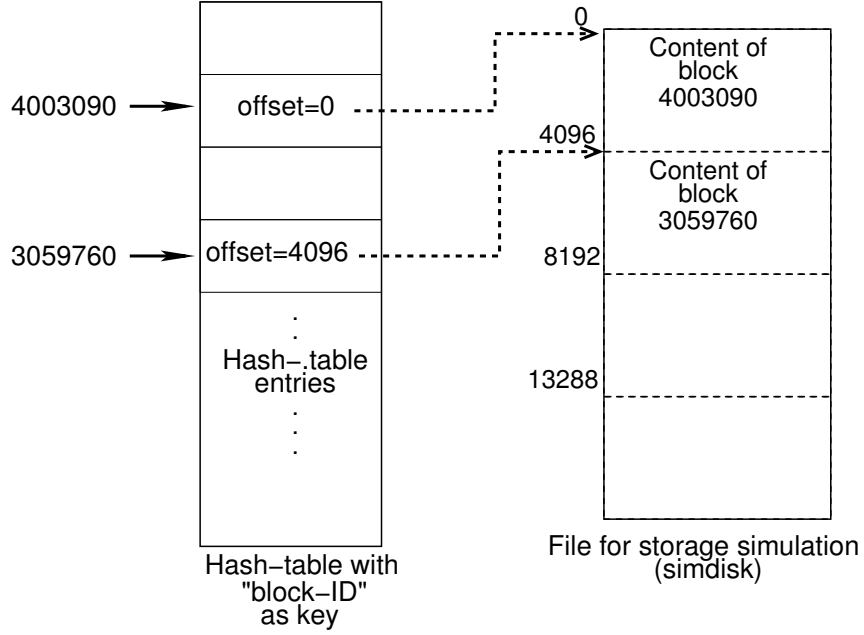 4003090
3059760
offset=0
offset=4096
.
.
Hash−.table
entries
.
.
.
Hash−table with
"block−ID"
as key
0
4096
8192
13288
Content of
block
4003090
Content of
block
3059760
File for storage simulation
(simdisk)